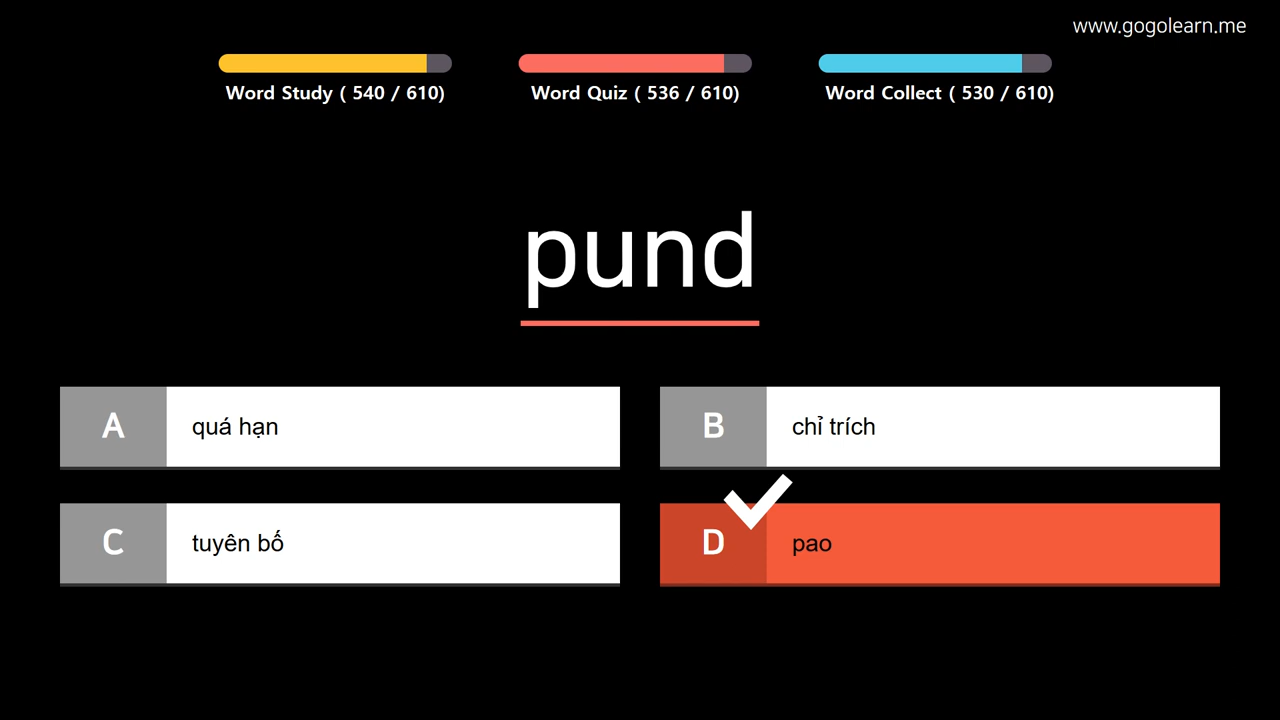 www.gogolearn.me
Word Study ( 540 / 610)
Word Quiz ( 536 / 610)
Word Collect ( 530 / 610)
pund
A quá hạn
B chỉ trích
C tuyên bố
D pao